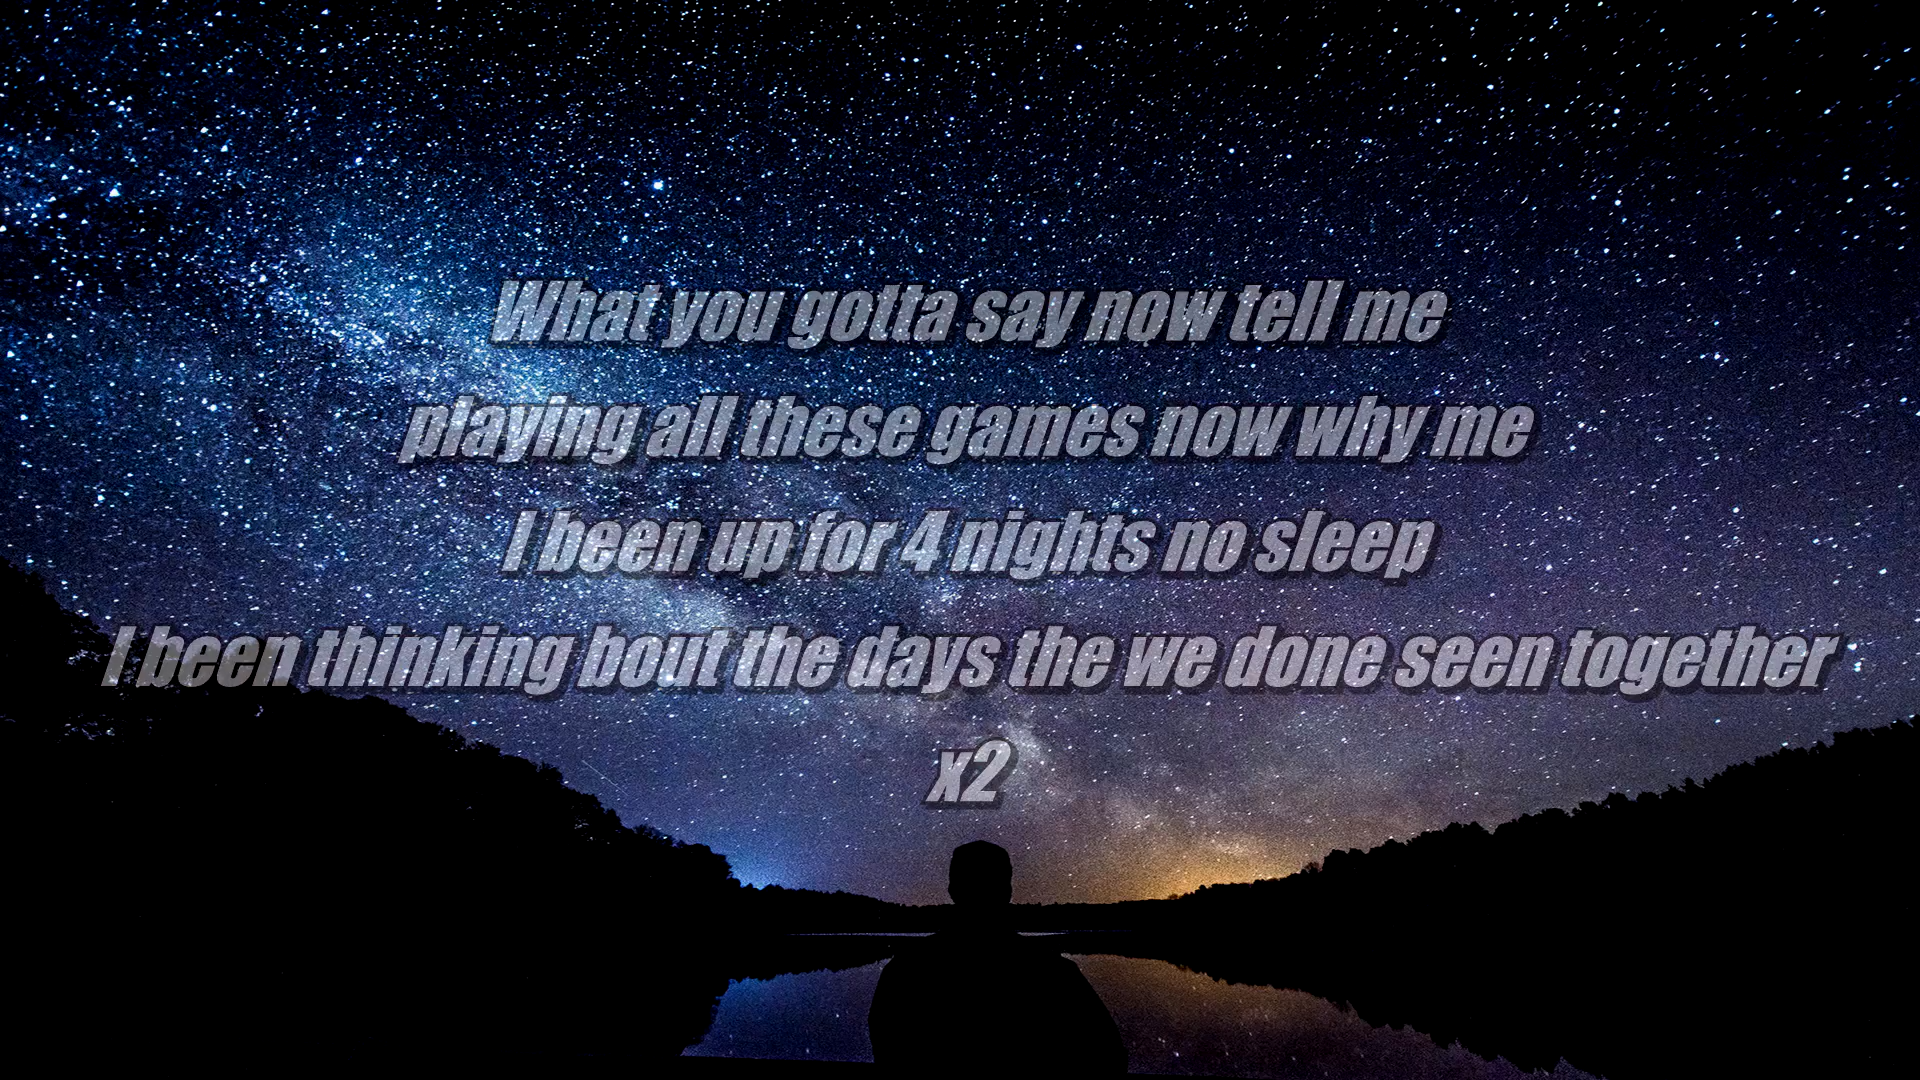 What you gotta say now tell me
playing all these games now why me
I been up for 4 nights no sleep
I been thinking bout the days the we done seen together
x2